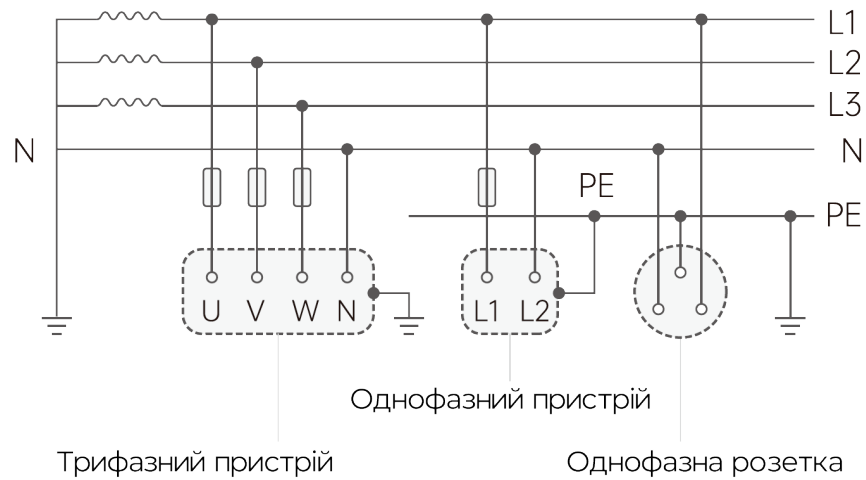 L1
L2
L3
N
N
PE
PE
U V W N
L1 L2
Однофазний пристрій
Трифазний пристрій
Однофазна розетка